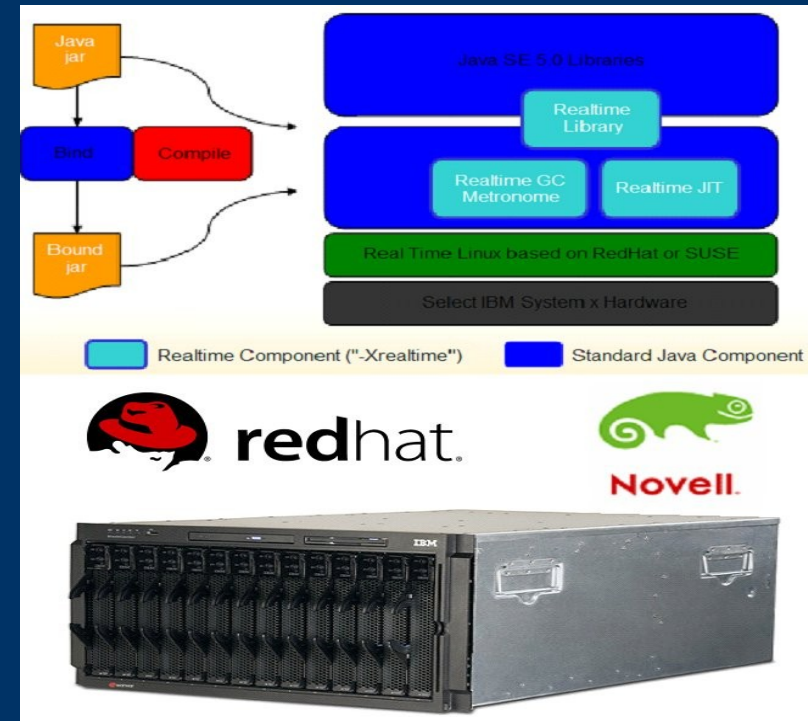 Java
jar
Java SE 5.0 Libraries
Realtime
Library
Bind
Compile
Realtime GC
Metronome
Realtime JIT
Bound
jar
Real Time Linux based on RedHat or SUSE
Select IBM System x Hardware
Realtime Component ("-Xrealtime")
Standard Java Component
redhat.
Novell.
IBM